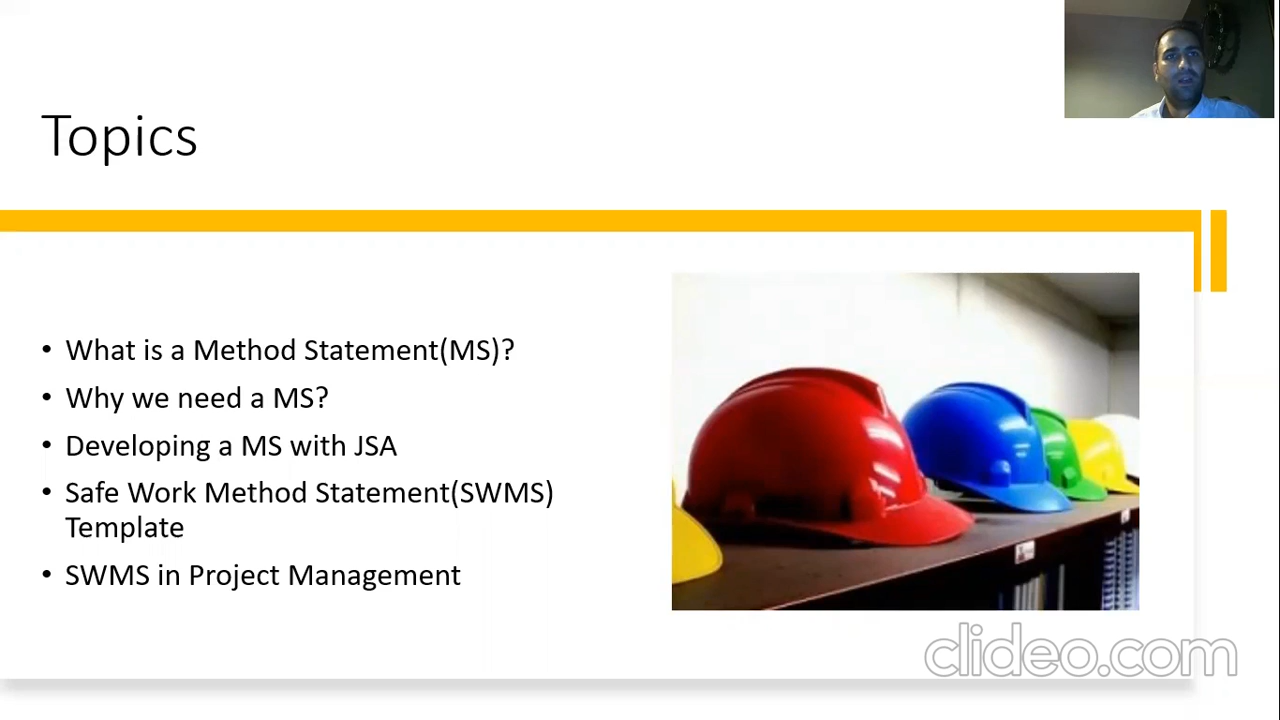 Topics
• What is a Method Statement(MS)?
• Why we need a MS?
• Developing a MS with JSA
• Safe Work Method Statement(SWMS)
Template
• SWMS in Project Management
clideo.com